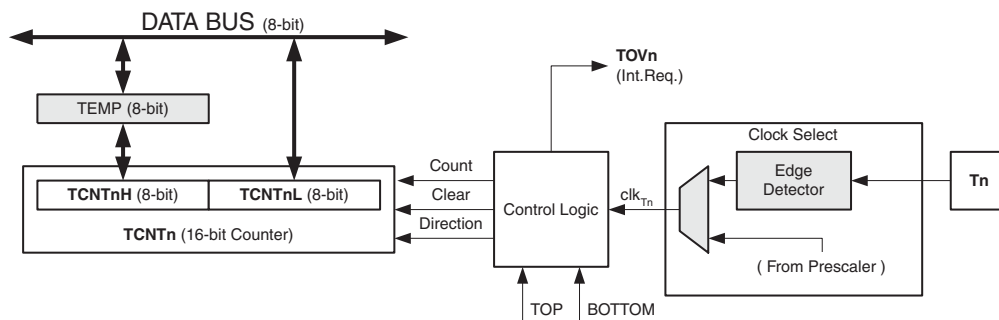 DATA BUS (8-bit)
TOVn
(Int.Req.)
TEMP (8-bit)
Clock Select
Count
Edge
Detector
Tn
TCNTnH (8-bit)
TCNTnL (8-bit)
Clear
Control Logic
clkTn
TCNTn (16-bit Counter)
Direction
( From Prescaler )
TOP
BOTTOM